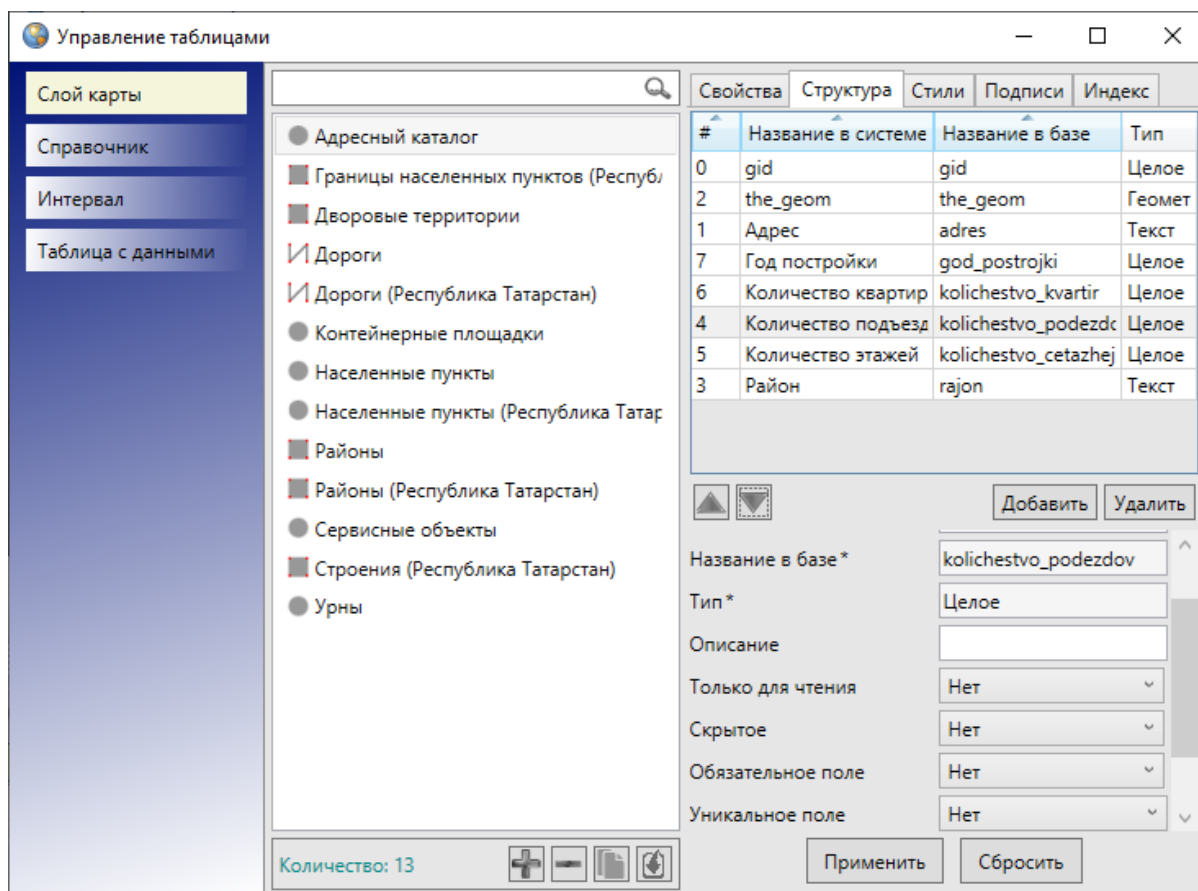 Управление таблицами
Слой карты
Справочник
Интервал
Таблица с данными
Адресный каталог
Границы населенных пунктов (Республ
Дворовые территории
Дороги
Дороги (Республика Татарстан)
Контейнерные площадки
Населенные пункты
Населенные пункты (Республика Татар
Районы
Районы (Республика Татарстан)
Сервисные объекты
Строения (Республика Татарстан)
Урны
Количество: 13
Свойства Структура Стили Подписи Индекс
# Название в системе Название в базе Тип
0 gid gid Целое
2 the_geom the_geom Геомет
1 Адрес adres Текст
7 Год постройки god_postrojki Целое
6 Количество квартир kolichestvo_kvartir Целое
4 Количество подъезд kolichestvo_podezdc Целое
5 Количество этажей kolichestvo_cetazhej Целое
3 Район rajon Текст
Добавить Удалить
Название в базе* kolichestvo_podezdov
Тип* Целое
Описание
Только для чтения Нет
Скрытое Нет
Обязательное поле Нет
Уникальное поле Нет
Применить Сбросить